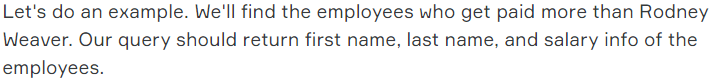 Let's do an example. We'll find the employees who get paid more than Rodney
Weaver. Our query should return first name, last name, and salary info of the
employees.